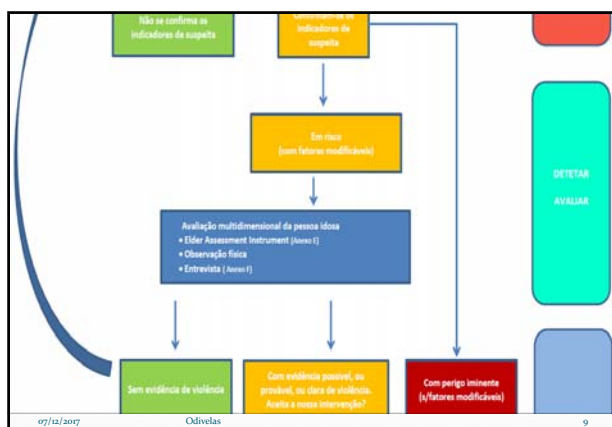 Não se confirma os
indicadores de suspeita
Confirmam-se os
indicadores de
suspeita
Em risco
(com fatores modificáveis)
DETETAR
AVALIAR
Avaliação multidimensional da pessoa idosa
• Elder Assessment Instrument (Anexo E)
• Observação física
• Entrevista ( Anexo F)
Sem evidência de violência
Com evidência possível, ou
provável, ou clara de violência.
Aceita a nossa intervenção?
Com perigo iminente
(s/fatores modificáveis)
07/12/2017
Odivelas
9